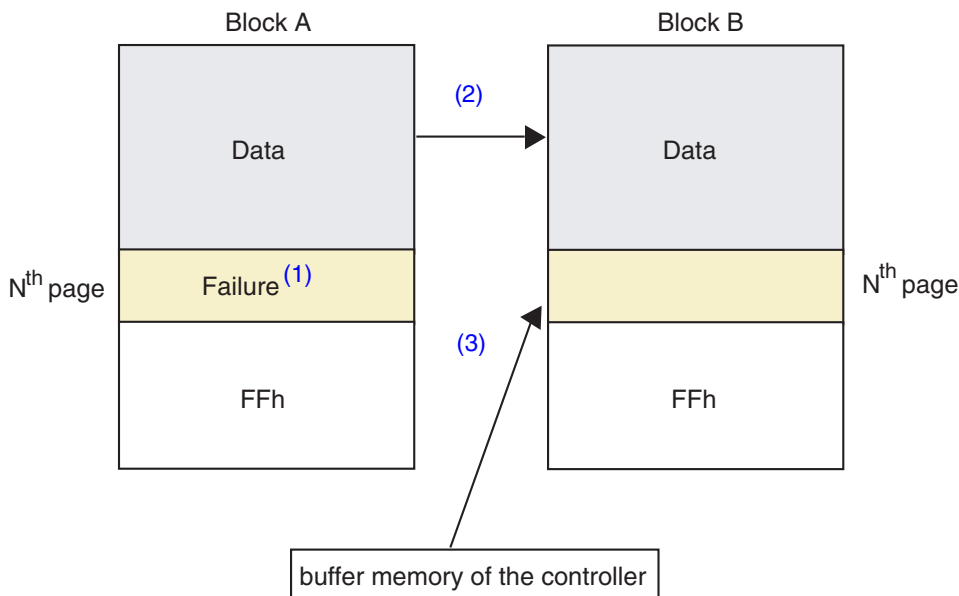 Block A
Block B
(2)
Data
Data
Nth page
Failure(1)
Nth page
(3)
FFh
FFh
buffer memory of the controller